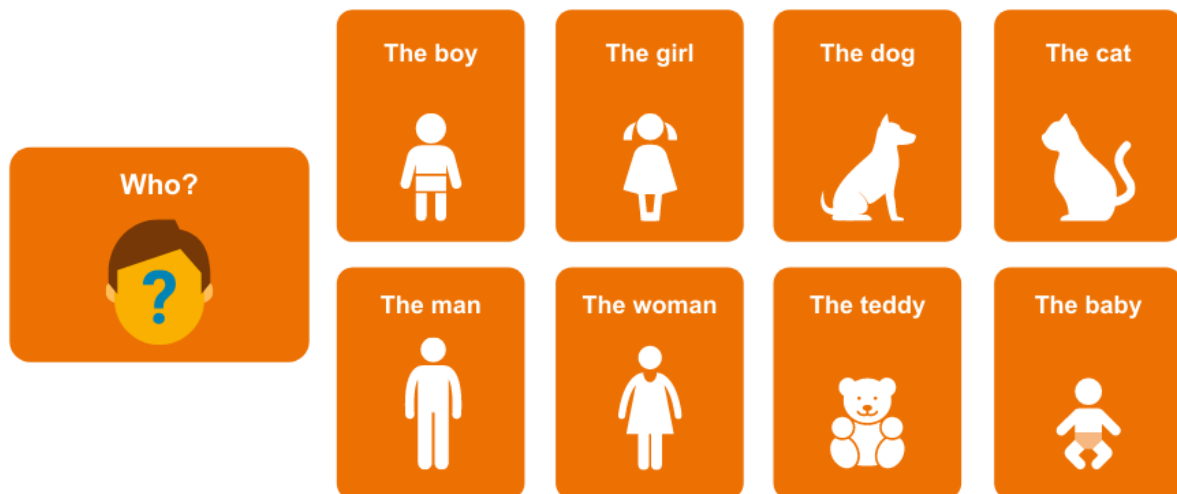 Who?
?
The boy
The girl
The dog
The cat
The man
The woman
The teddy
The baby